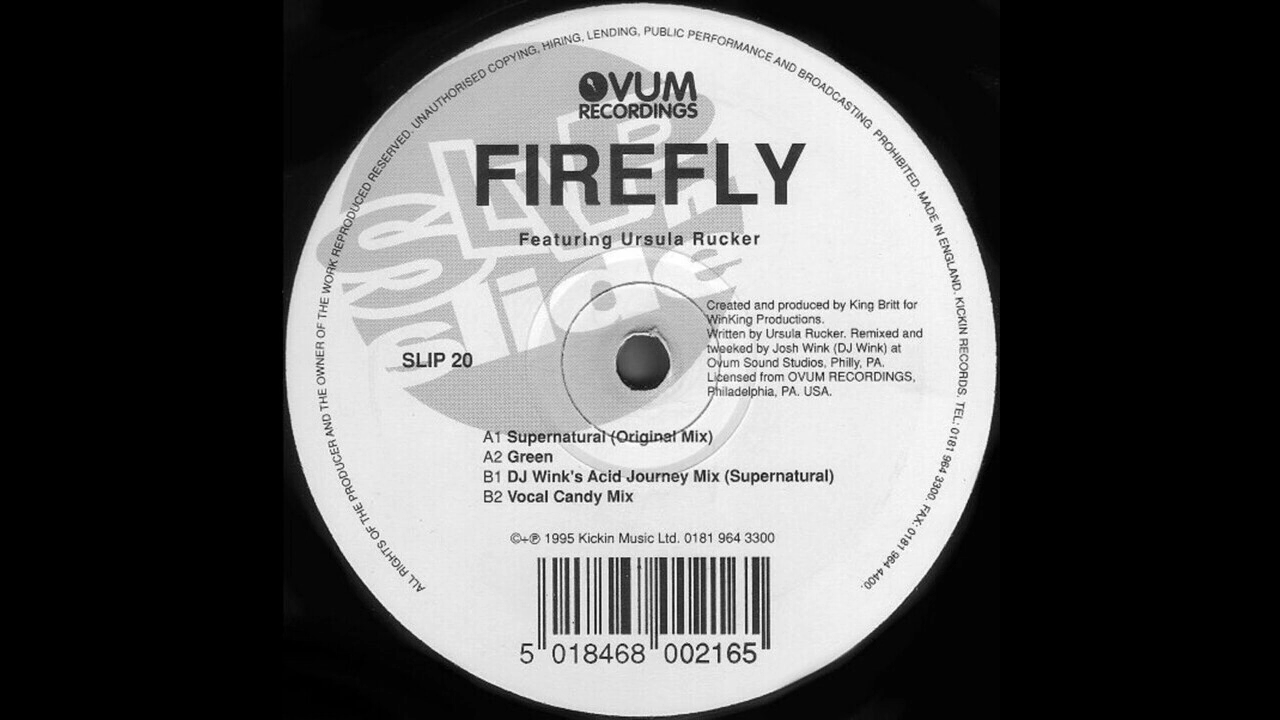 OVUM
RECORDINGS
FIREFLY
Featuring Ursula Rucker
SLIP n
slide
SLIP 20
Created and produced by King Britt for
WinKing Productions.
Written by Ursula Rucker. Remixed and
tweeked by Josh Wink (DJ Wink) at
Ovum Sound Studios, Philly, PA.
Licensed from OVUM RECORDINGS,
Philadelphia, PA. USA.
A1 Supernatural (Original Mix)
A2 Green
B1 DJ Wink's Acid Journey Mix (Supernatural)
B2 Vocal Candy Mix
©+℗ 1995 Kickin Music Ltd. 0181 964 3300
5 018468 002165
ALL RIGHTS OF THE PRODUCER AND THE OWNER OF THE WORK REPRODUCED RESERVED. UNAUTHORISED COPYING, HIRING, LENDING, PUBLIC PERFORMANCE AND BROADCASTING PROHIBITED. MADE IN ENGLAND. KICKIN RECORDS. TEL: 0181 964 3300. FAX: 0181 964 4400.